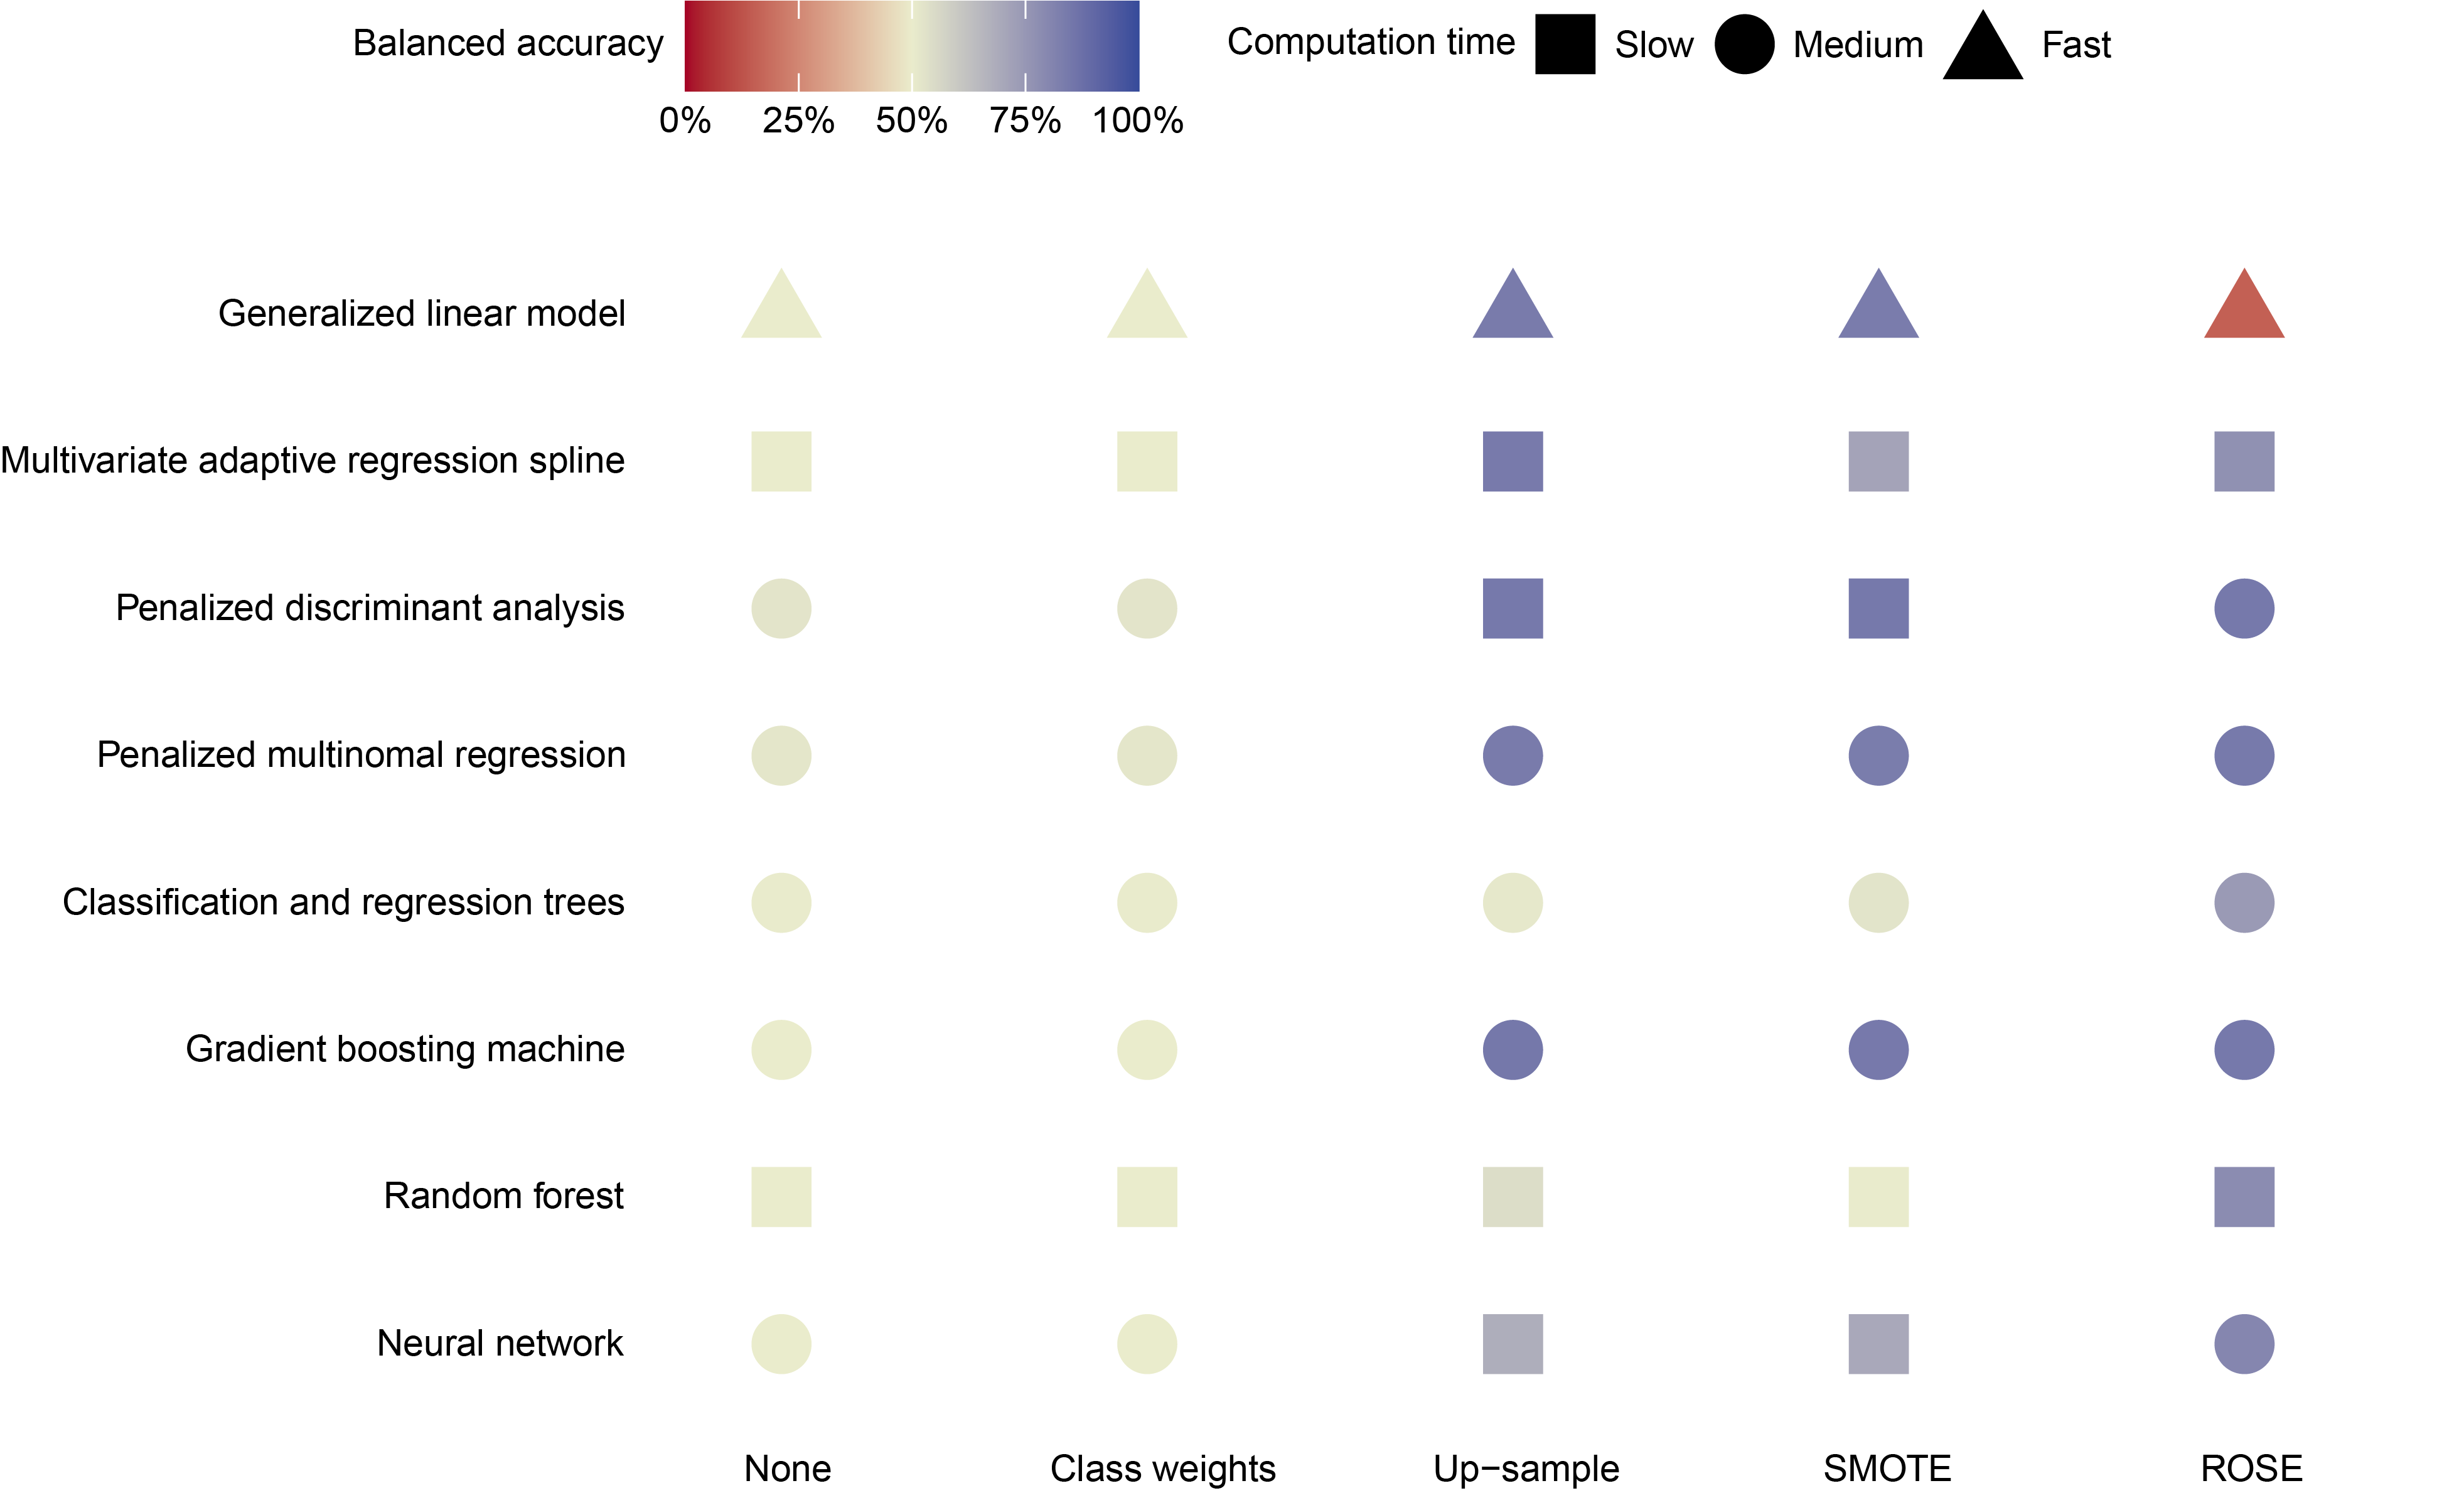 Balanced accuracy
0% 25% 50% 75% 100%
Computation time Slow Medium Fast
Generalized linear model
Multivariate adaptive regression spline
Penalized discriminant analysis
Penalized multinomal regression
Classification and regression trees
Gradient boosting machine
Random forest
Neural network
None Class weights Up−sample SMOTE ROSE